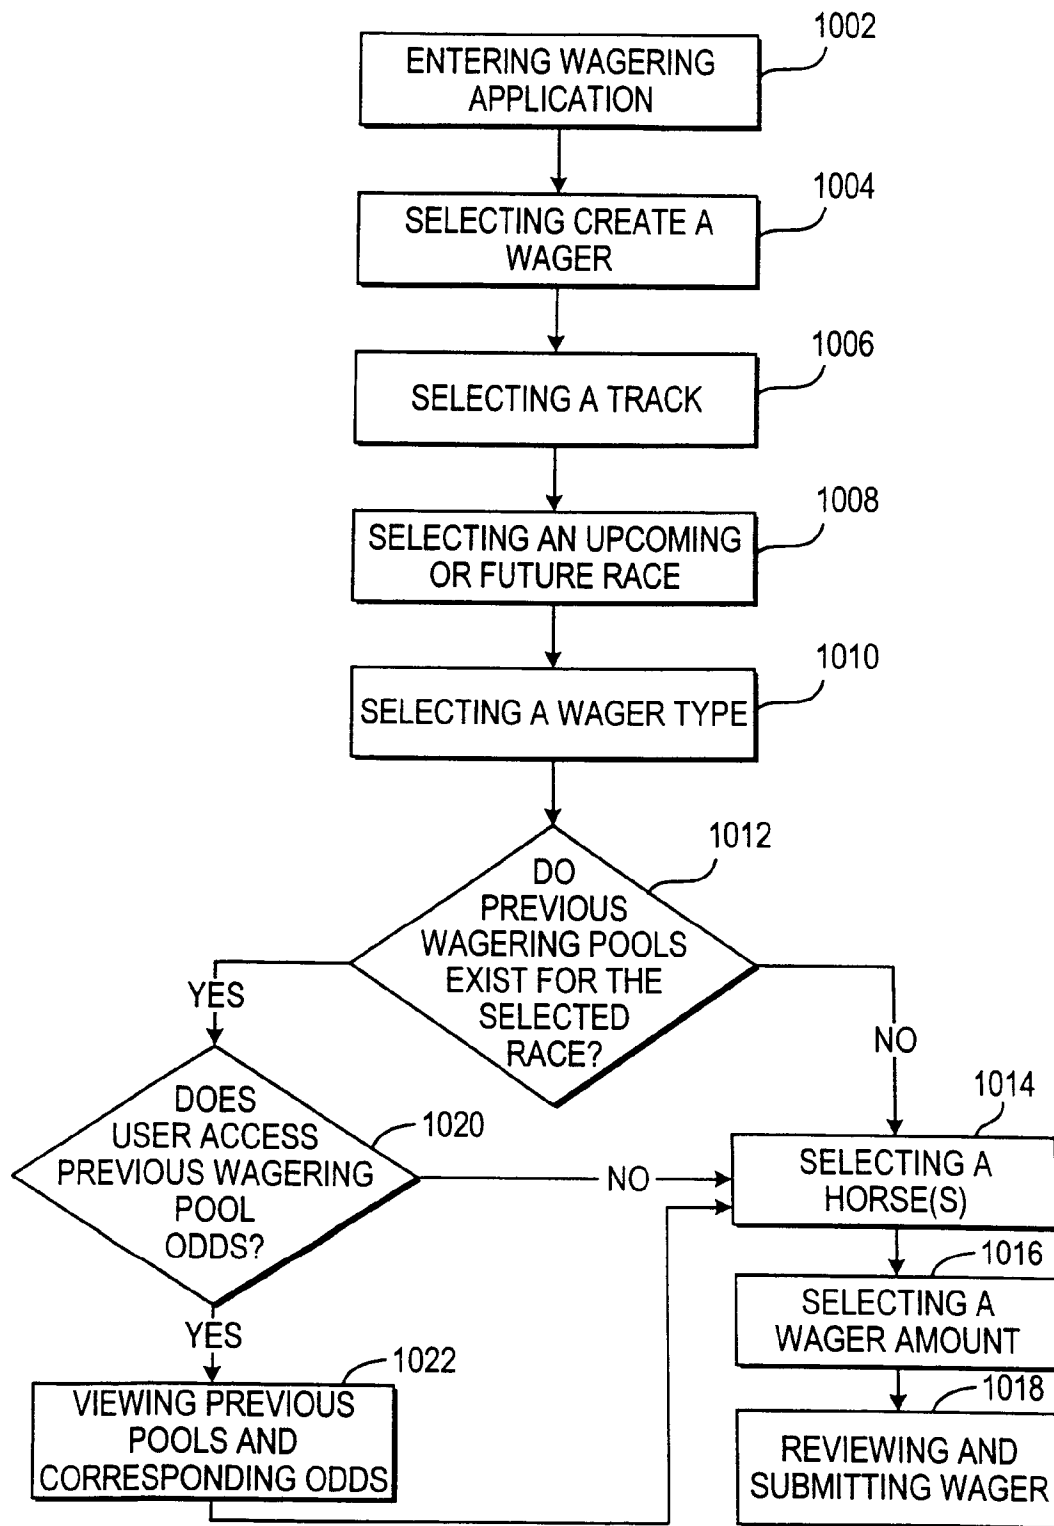 1002
ENTERING WAGERING
APPLICATION
1004
SELECTING CREATE A
WAGER
1006
SELECTING A TRACK
1008
SELECTING AN UPCOMING
OR FUTURE RACE
1010
SELECTING A WAGER TYPE
1012
DO
PREVIOUS
WAGERING POOLS
EXIST FOR THE
SELECTED
RACE?
YES
NO
1020
DOES
USER ACCESS
PREVIOUS WAGERING
POOL
ODDS?
NO
1014
SELECTING A
HORSE(S)
1016
SELECTING A
WAGER AMOUNT
YES
1022
VIEWING PREVIOUS
POOLS AND
CORRESPONDING ODDS
1018
REVIEWING AND
SUBMITTING WAGER